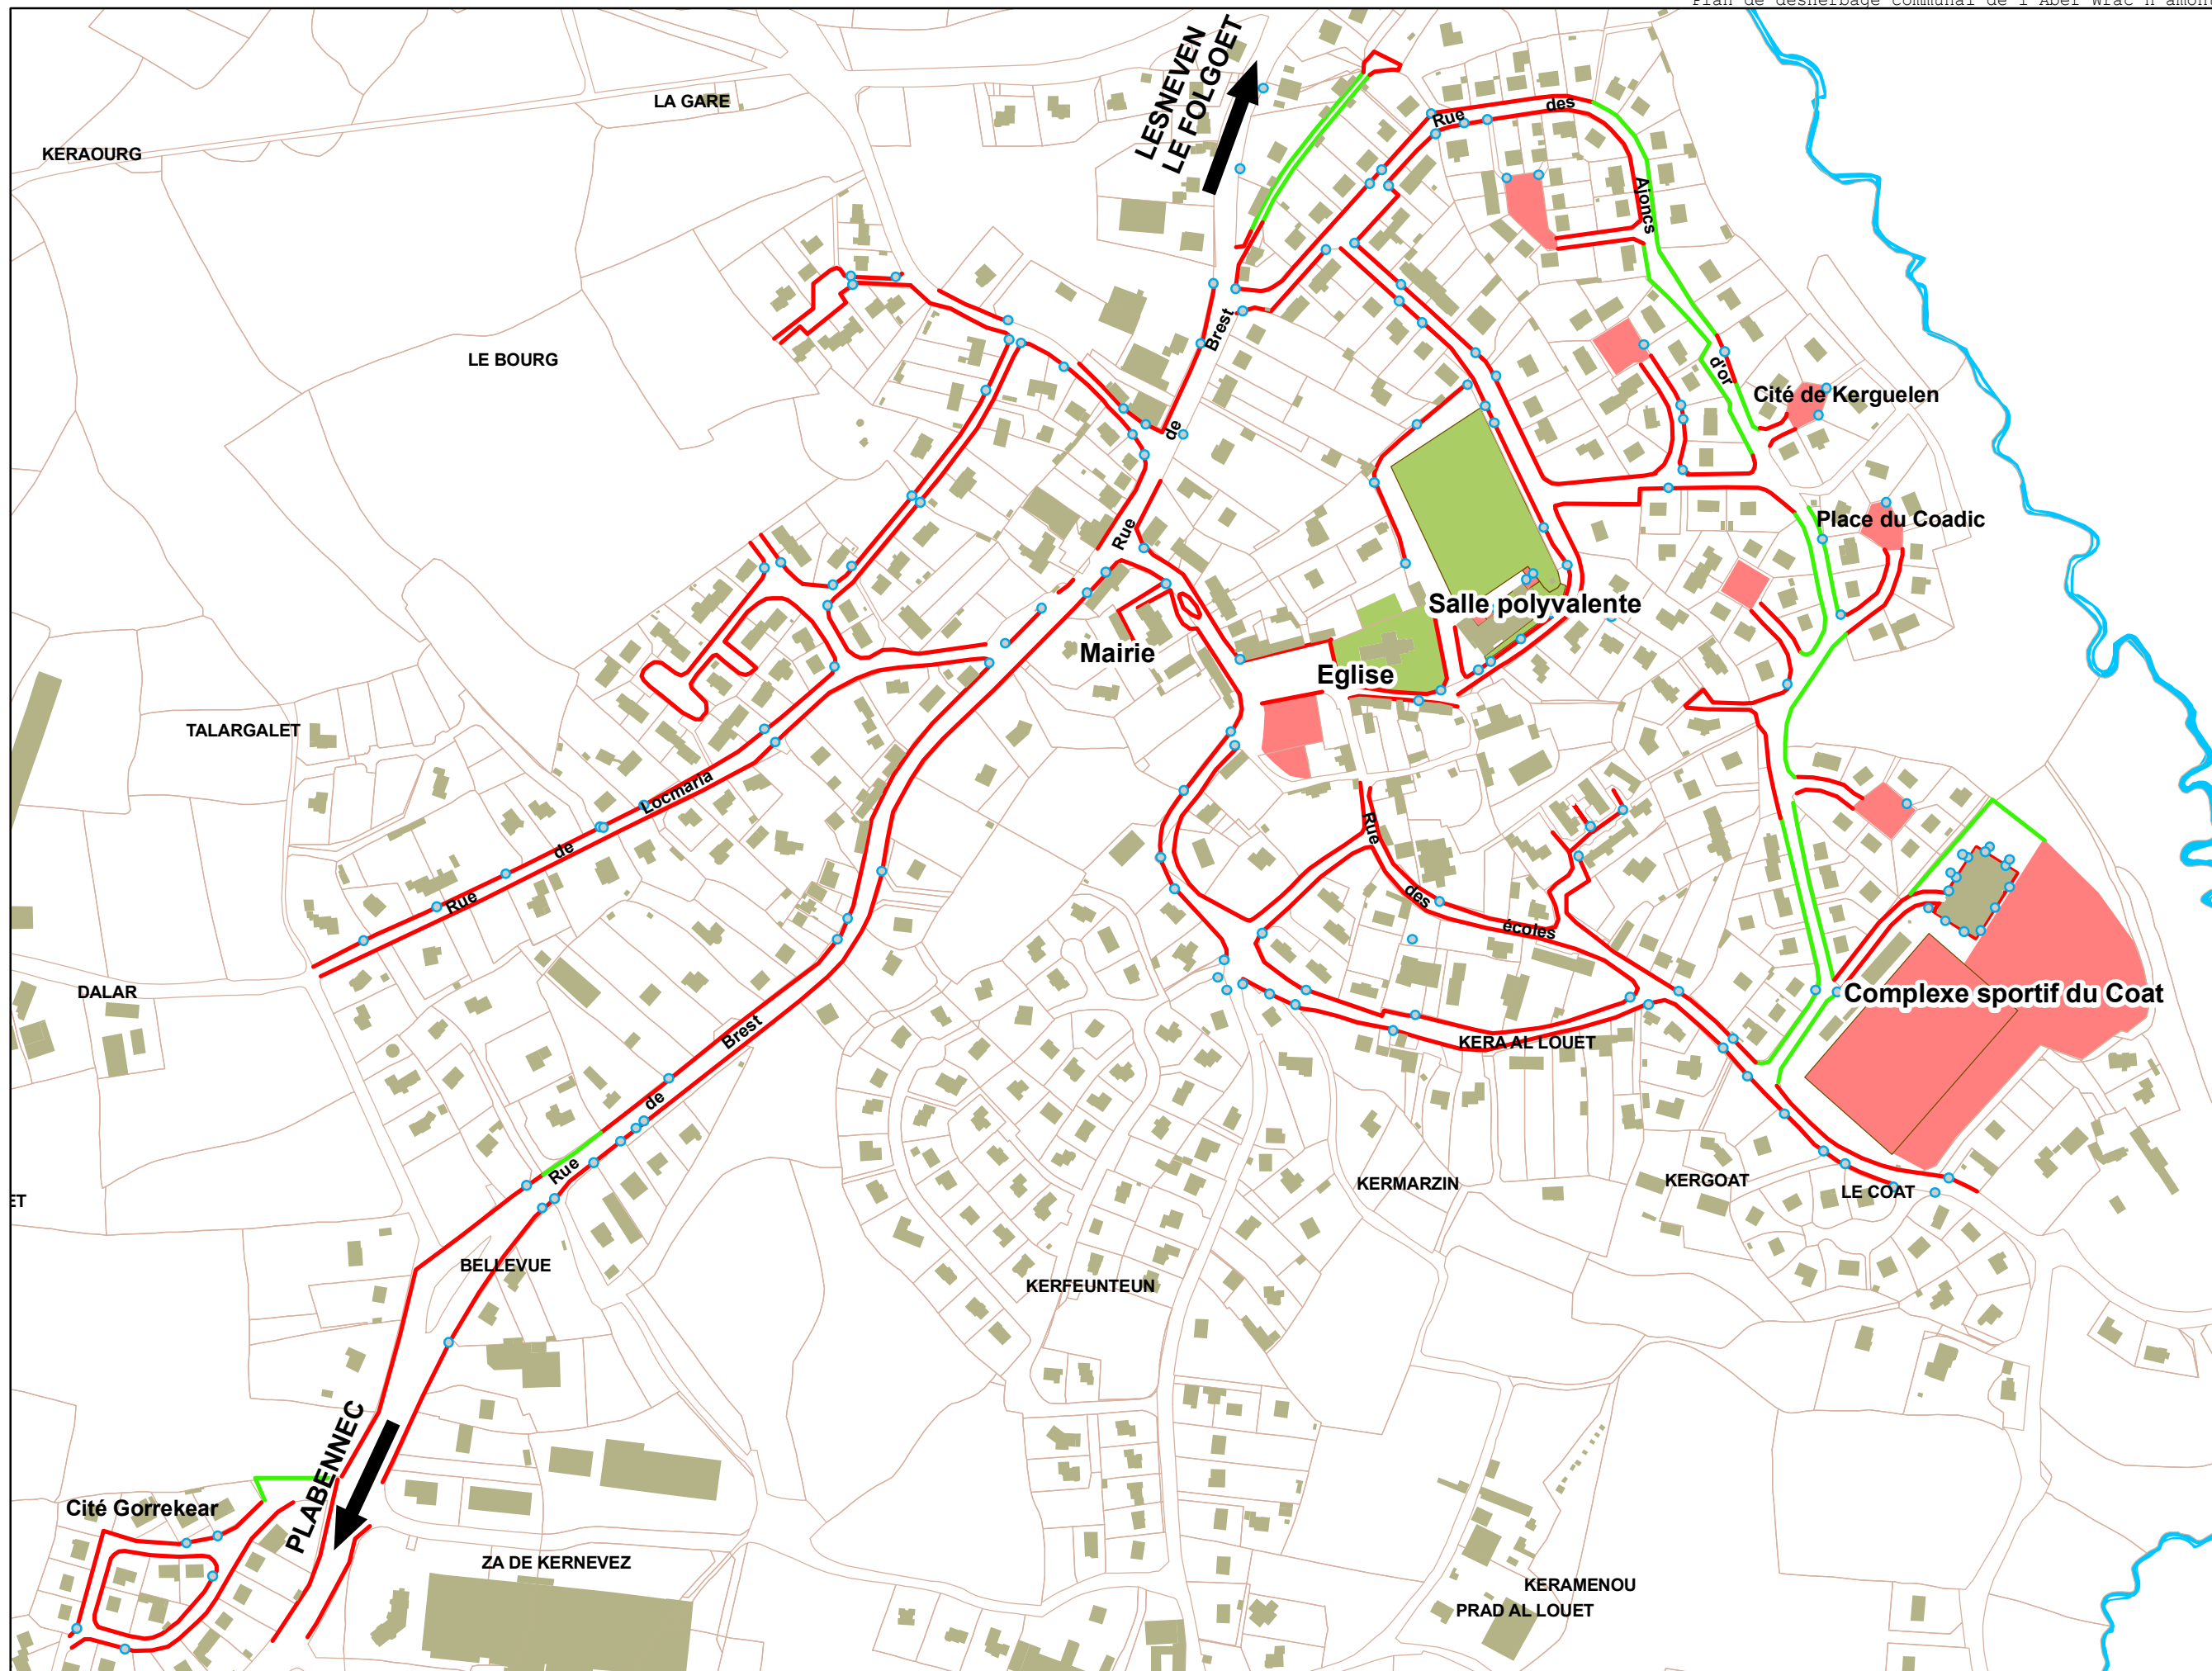 Plan de désherbage communal de l'Aber Wrac'h amont
LESNEVEN
LE FOLGOET
LA GARE
KERAOURG
Rue
des
Ajoncs
d'or
LE BOURG
Brest
de
Rue
Cité de Kerguelen
Place du Coadic
Salle polyvalente
Mairie
Eglise
TALARGALET
Locmaria
de
Rue
Rue
des
écoles
DALAR
Complexe sportif du Coat
Brest
de
Rue
KERA AL LOUET
KERMARZIN
KERGOAT
LE COAT
ET
BELLEVUE
KERFEUNTEUN
PLABENNEC
Cité Gorrekear
ZA DE KERNEVEZ
KERAMENOU
PRAD AL LOUET